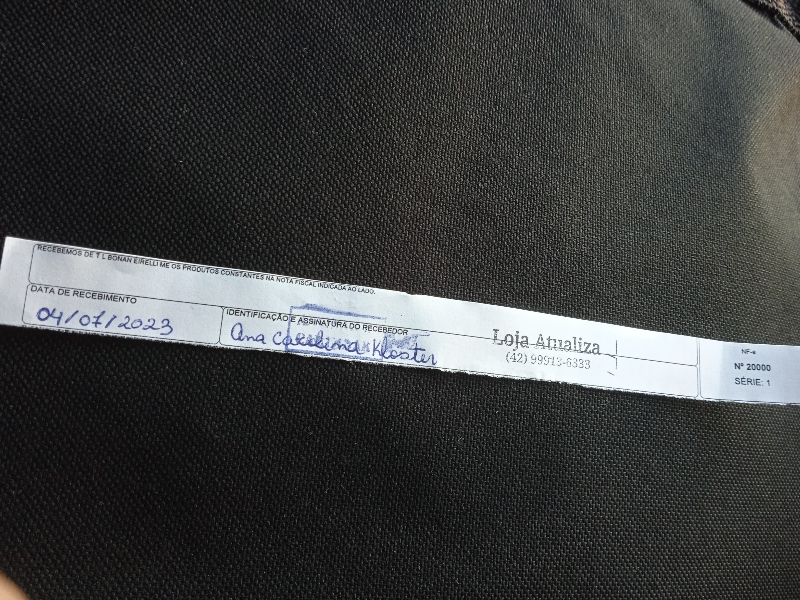 RECEBEMOS DE T L BONAN EIRELLI ME OS PRODUTOS CONSTANTES NA NOTA FISCAL INDICADA AO LADO.
DATA DE RECEBIMENTO
04/07/2023
IDENTIFICAÇÃO E ASSINATURA DO RECEBEDOR
Ana Carolina Kloster
Loja Atualiza
(42) 99913-6333
NF-e
Nº 20000
SÉRIE: 1